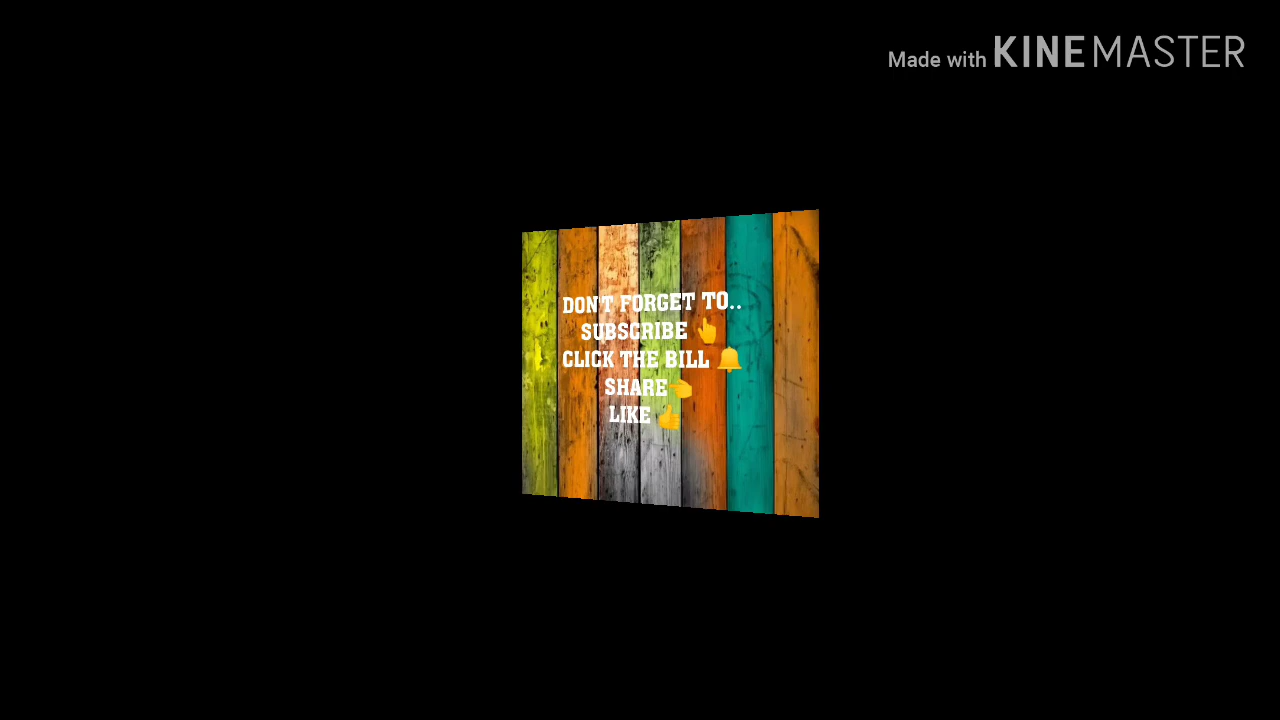 Made with KINEMASTER
DON'T FORGET TO..
SUBSCRIBE 👆
CLICK THE BILL 🔔
SHARE👈
LIKE 👍